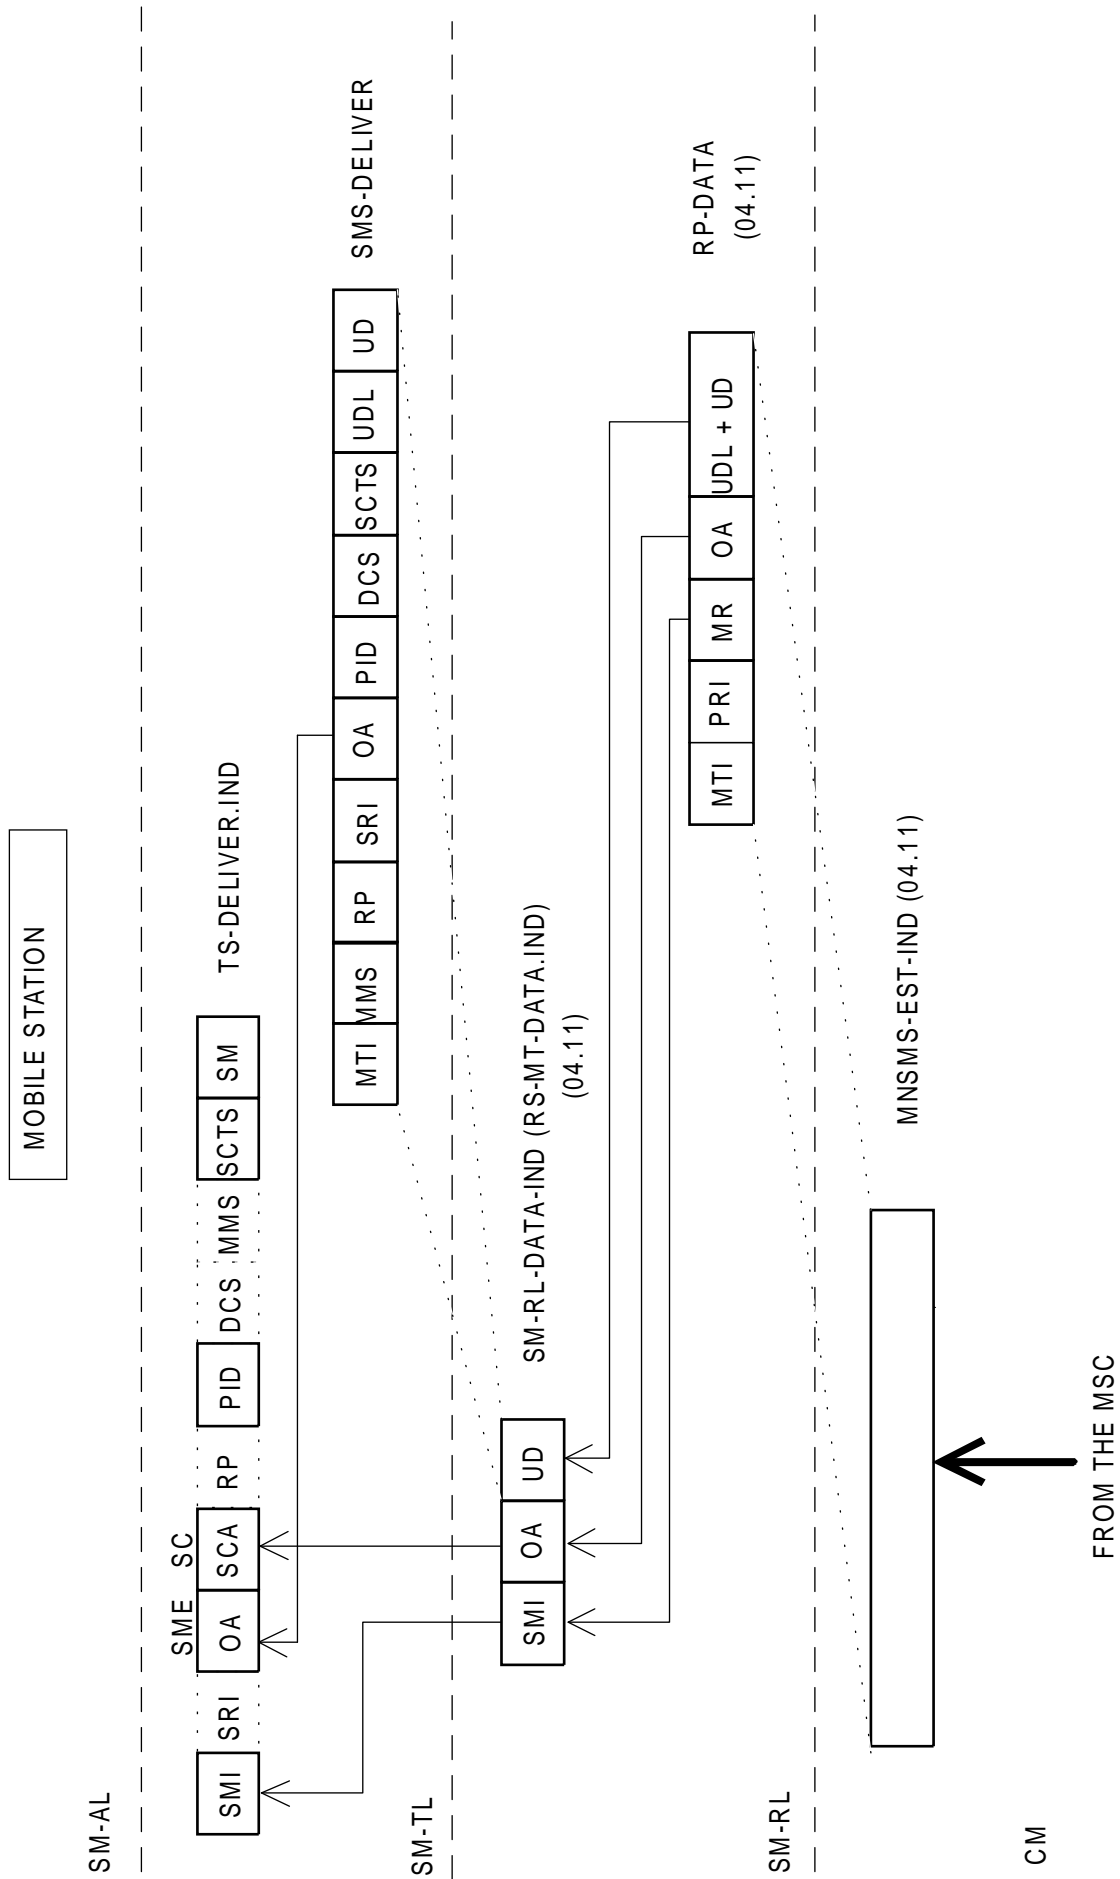 MOBILE STATION
SM-AL
TS-DELIVER.IND
SME SC
SMI SRI OA SCA RP PID DCS MMS SCTS SM
SMS-DELIVER
MTI MMS RP SRI OA PID DCS SCTS UDL UD
SM-TL
SM-RL-DATA-IND (RS-MT-DATA.IND)
(04.11)
SMI OA UD
RP-DATA
(04.11)
MTI PRI MR OA UDL + UD
SM-RL
MNSMS-EST-IND (04.11)
CM
FROM THE MSC